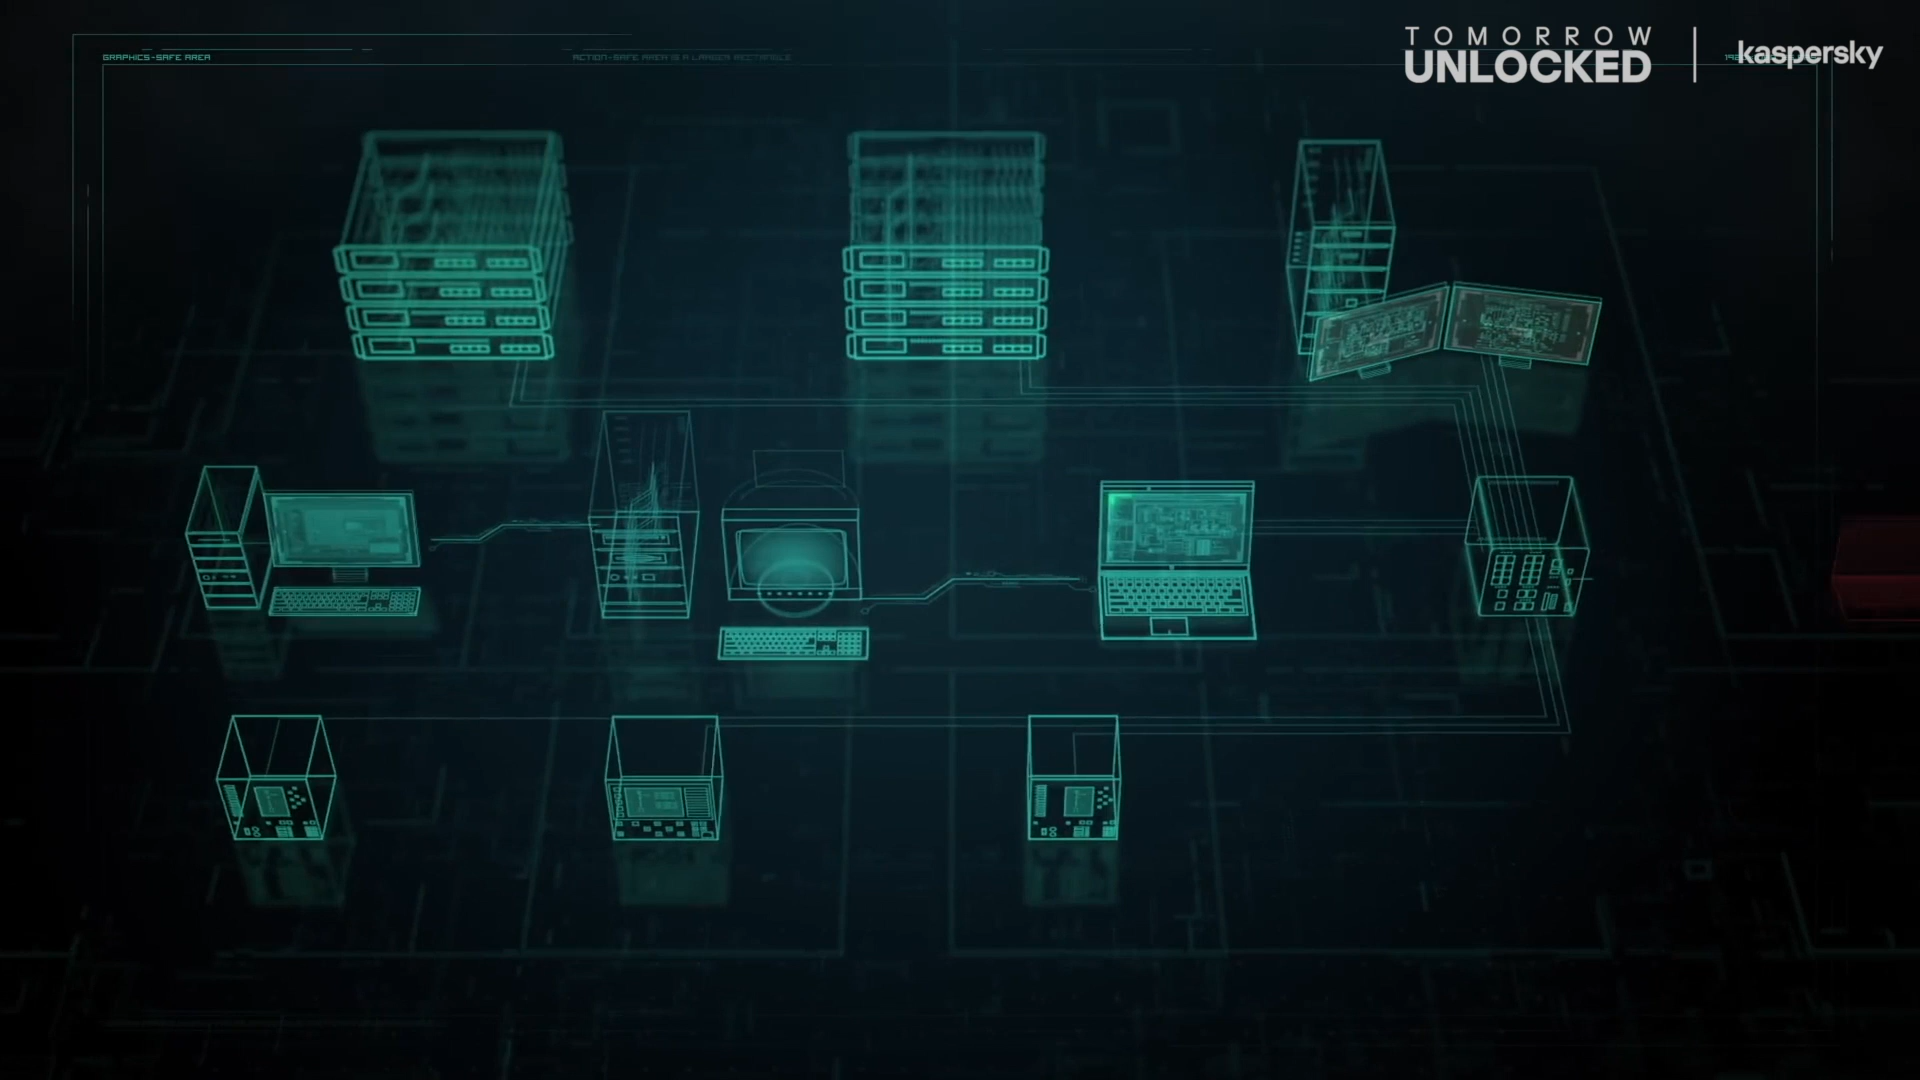 TOMORROW
UNLOCKED
kaspersky
GRAPHICS-SAFE AREA
ACTION-SAFE AREA IS A LARGER RECTANGLE